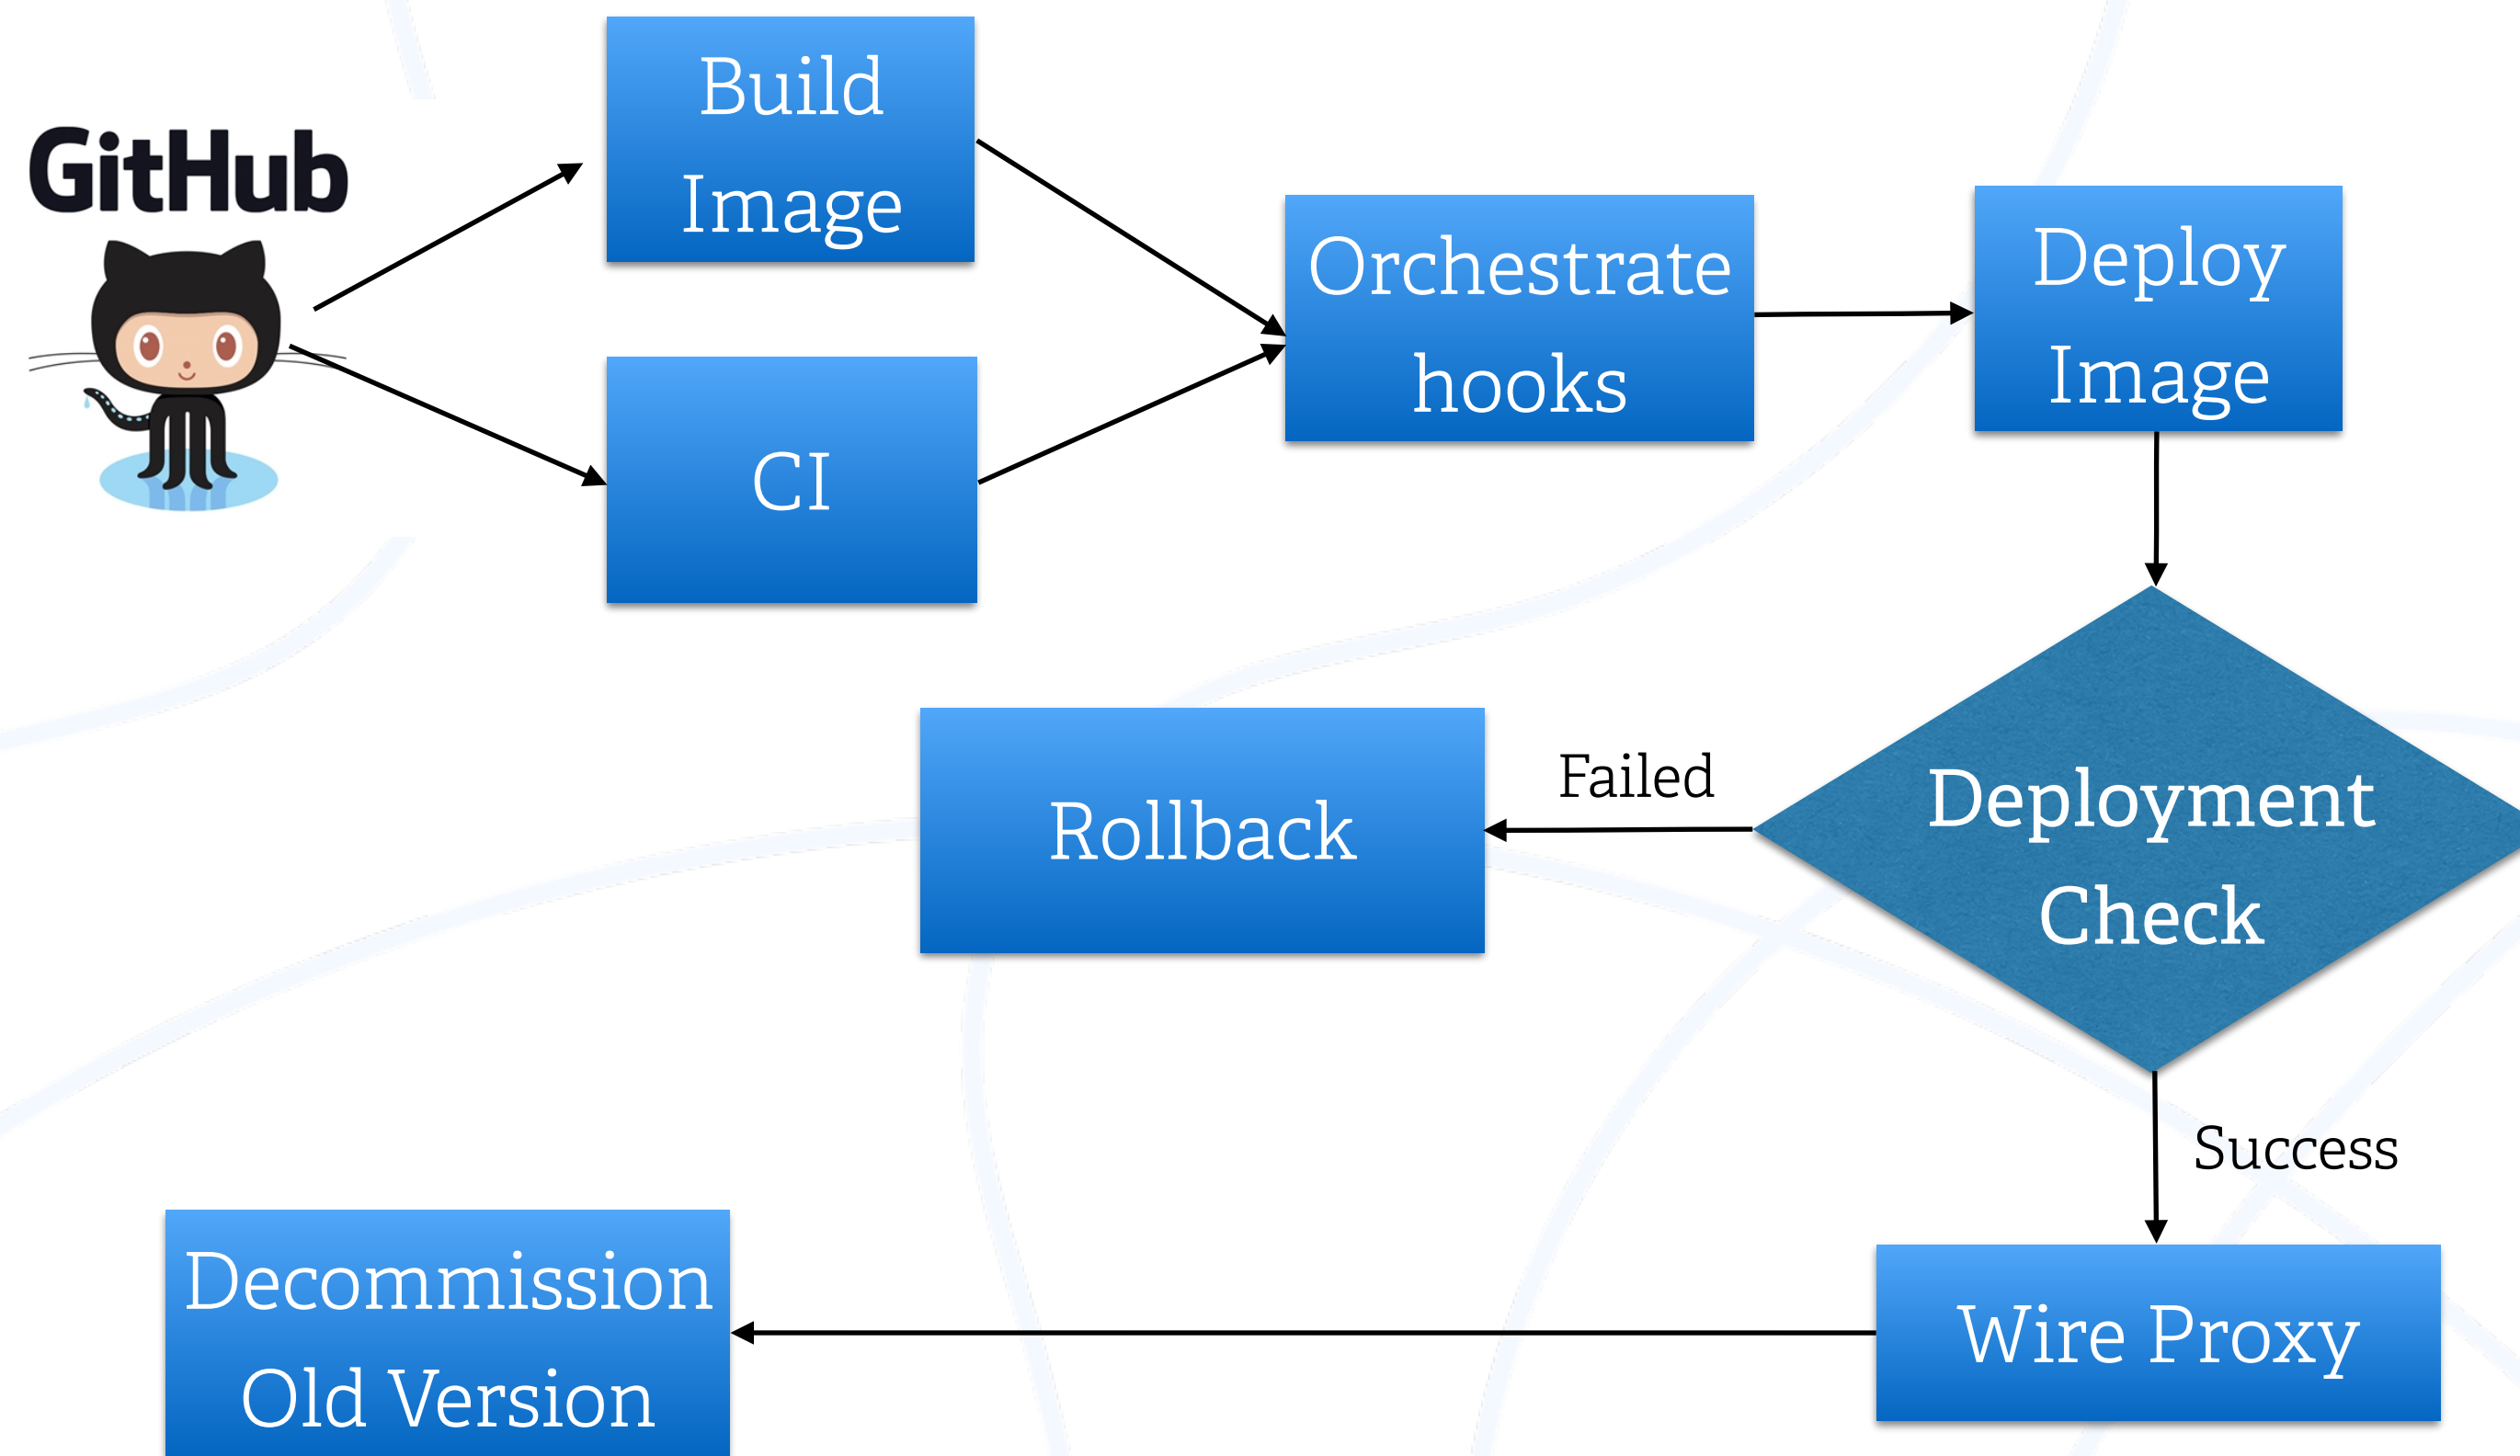 GitHub
Build
Image
CI
Orchestrate
hooks
Deploy
Image
Deployment
Check
Failed
Rollback
Success
Wire Proxy
Decommission
Old Version